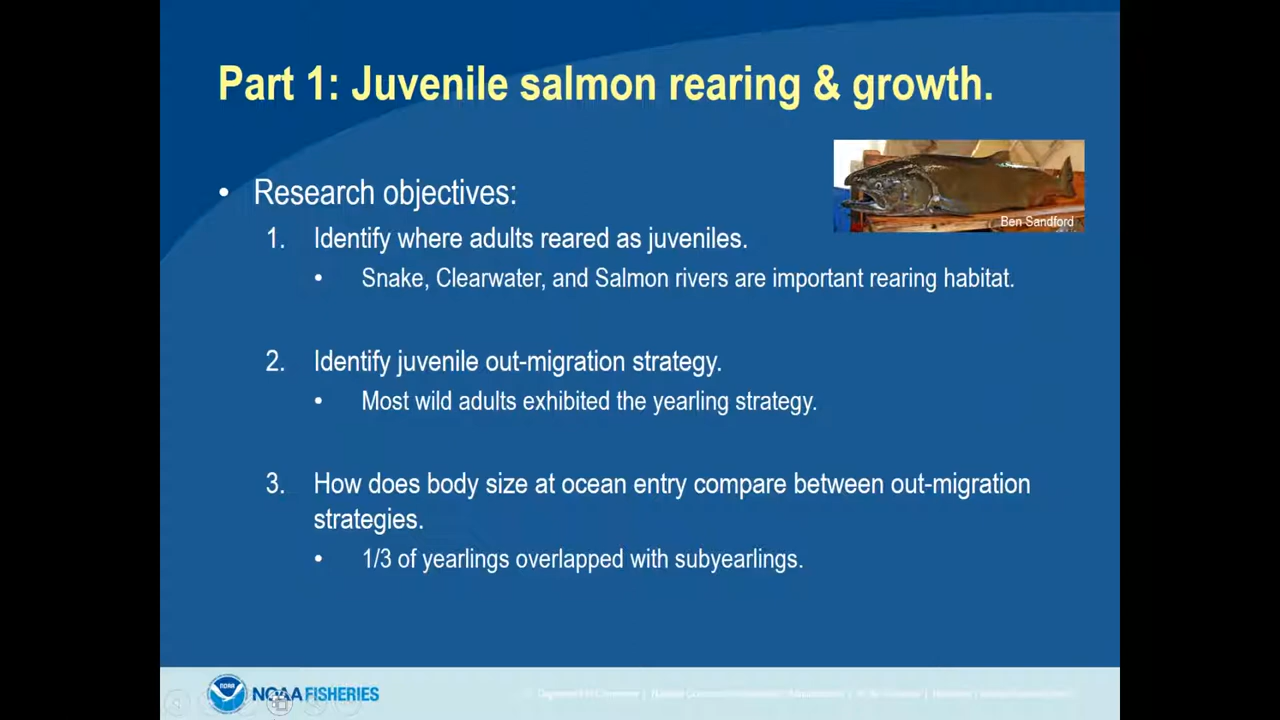 Part 1: Juvenile salmon rearing & growth.
• Research objectives:
Ben Sandford
1. Identify where adults reared as juveniles.
• Snake, Clearwater, and Salmon rivers are important rearing habitat.
2. Identify juvenile out-migration strategy.
• Most wild adults exhibited the yearling strategy.
3. How does body size at ocean entry compare between out-migration
strategies.
• 1/3 of yearlings overlapped with subyearlings.
NOAA FISHERIES